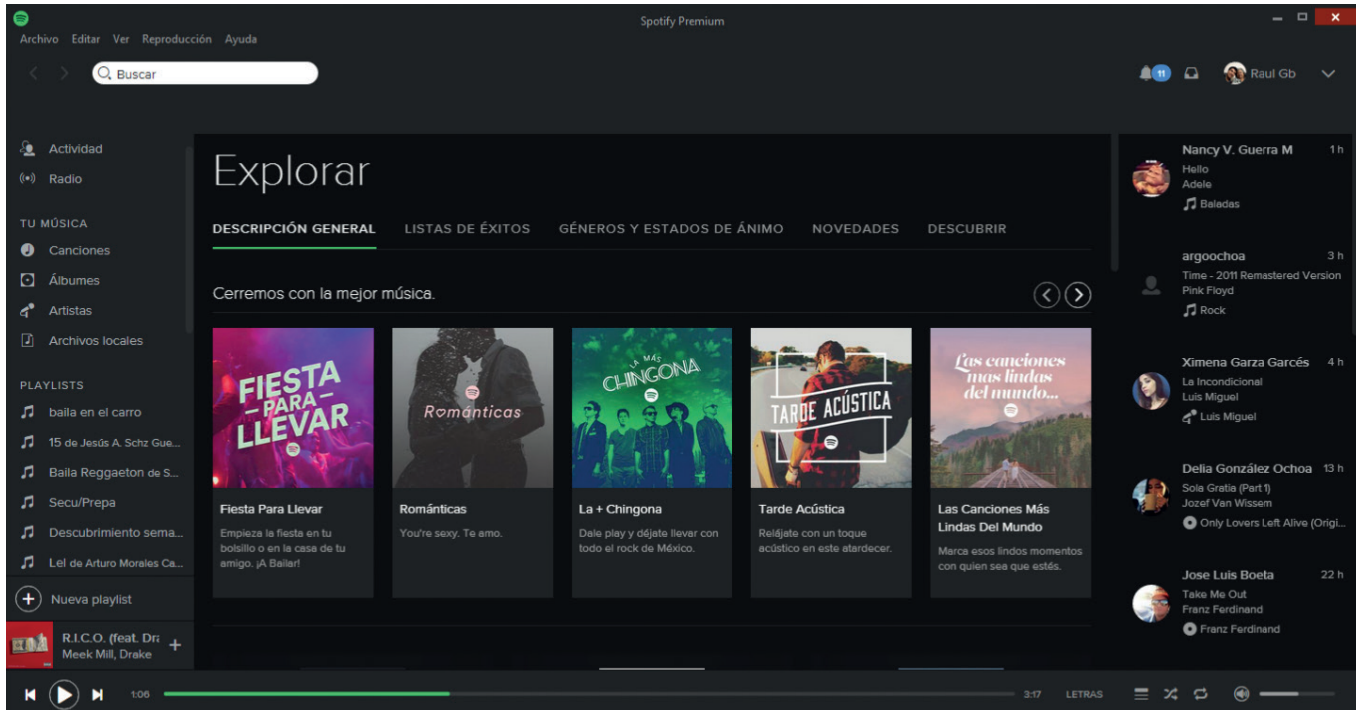 Spotify Premium
Archivo Editar Ver Reproducción Ayuda
Buscar
11
Raul Gb
Actividad
Radio
TU MÚSICA
Canciones
Álbumes
Artistas
Archivos locales
PLAYLISTS
baila en el carro
15 de Jesús A. Schz Gue...
Baila Reggaeton de S...
Secu/Prepa
Descubrimiento sema...
Lel de Arturo Morales Ca...
Nueva playlist
R.I.C.O. (feat. Dra
Meek Mill, Drake
Explorar
DESCRIPCIÓN GENERAL LISTAS DE ÉXITOS GÉNEROS Y ESTADOS DE ÁNIMO NOVEDADES DESCUBRIR
Cerremos con la mejor música.
FIESTA
– PARA –
LLEVAR
Fiesta Para Llevar
Empieza la fiesta en tu
bolsillo o en la casa de tu
amigo. ¡A Bailar!
Románticas
Románticas
You're sexy. Te amo.
LA MÁS
CHINGONA
La + Chingona
Dale play y déjate llevar con
todo el rock de México.
TARDE ACÚSTICA
Tarde Acústica
Relájate con un toque
acústico en este atardecer.
Las canciones
mas lindas
del mundo...
Las Canciones Más
Lindas Del Mundo
Marca esos lindos momentos
con quien sea que estés.
Nancy V. Guerra M 1 h
Hello
Adele
Baladas
argoochoa 3 h
Time - 2011 Remastered Version
Pink Floyd
Rock
Ximena Garza Garcés 4 h
La Incondicional
Luis Miguel
Luis Miguel
Delia González Ochoa 13 h
Sola Gratia (Part 1)
Jozef Van Wissem
Only Lovers Left Alive (Origi...
Jose Luis Boeta 22 h
Take Me Out
Franz Ferdinand
Franz Ferdinand
1:06
3:17
LETRAS